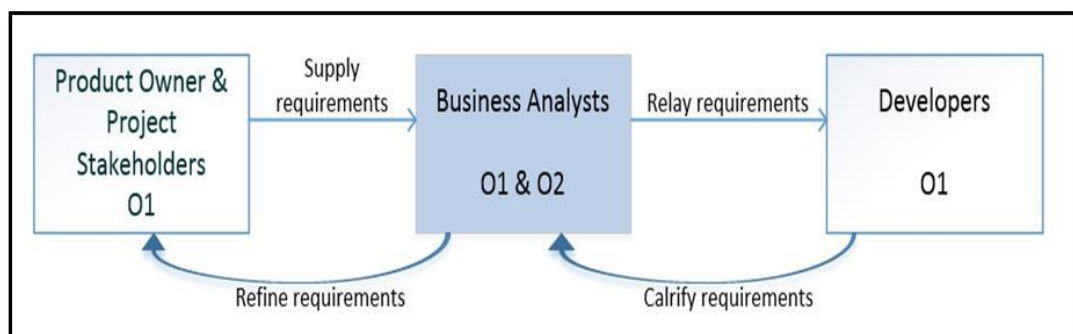 Product Owner &
Project
Stakeholders
O1
Supply
requirements
Business Analysts
O1 & O2
Relay requirements
Developers
O1
Refine requirements
Calrify requirements